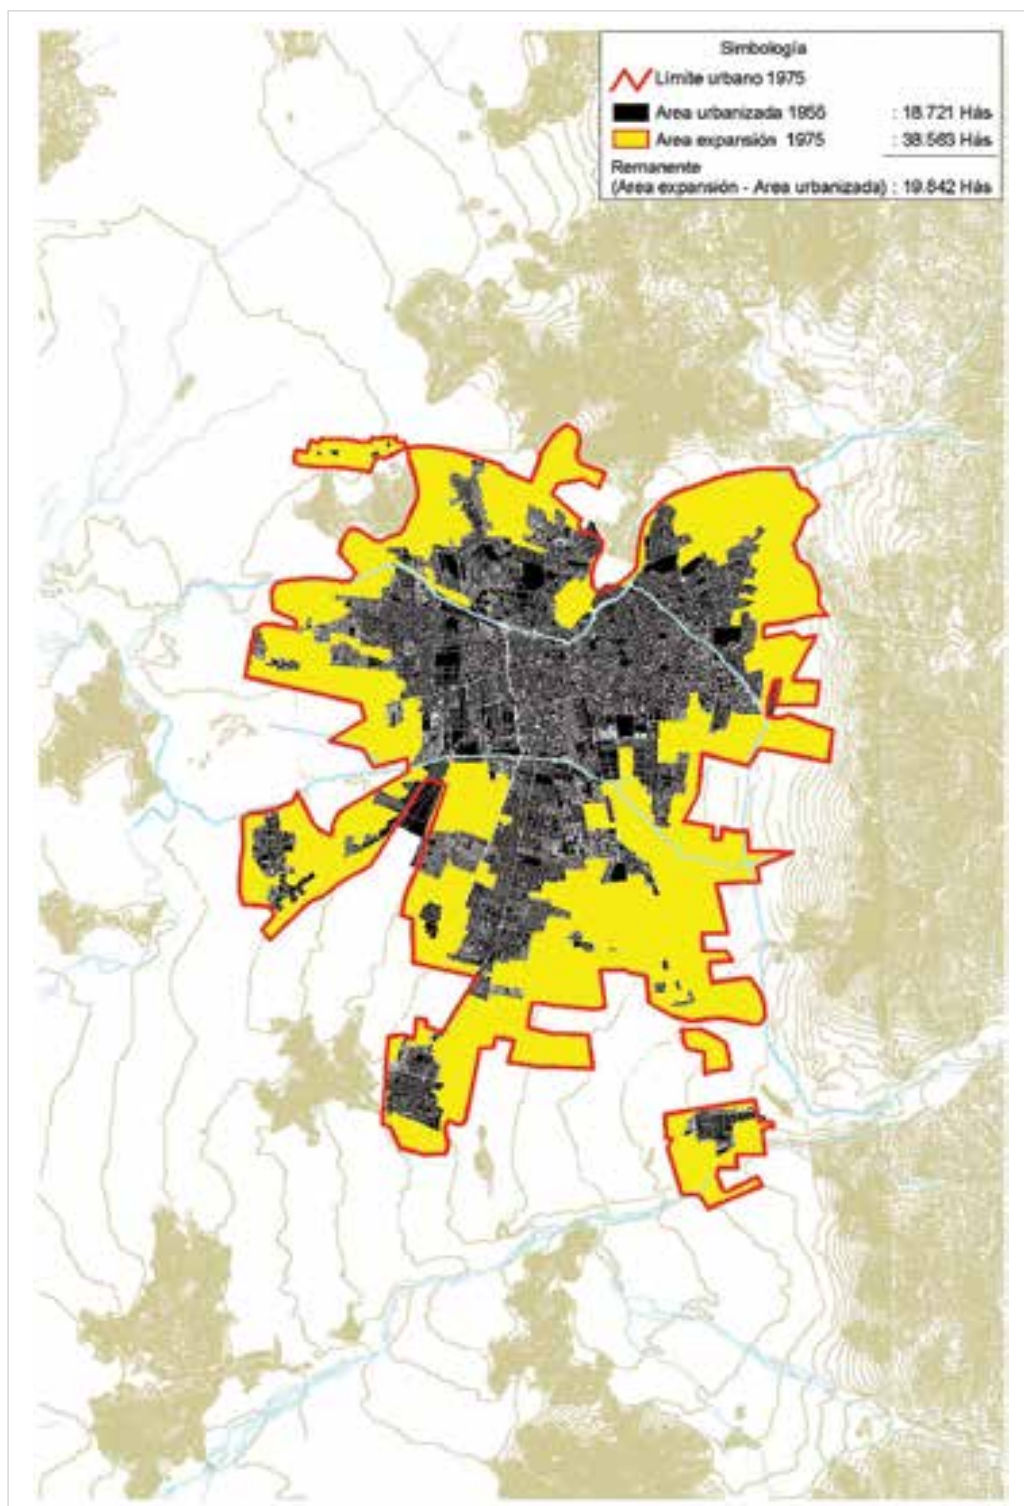 Simbología
Límite urbano 1975
Area urbanizada 1955 : 18.721 Hás
Area expansión 1975 : 38.563 Hás
Remanente
(Area expansión - Area urbanizada) : 19.842 Hás